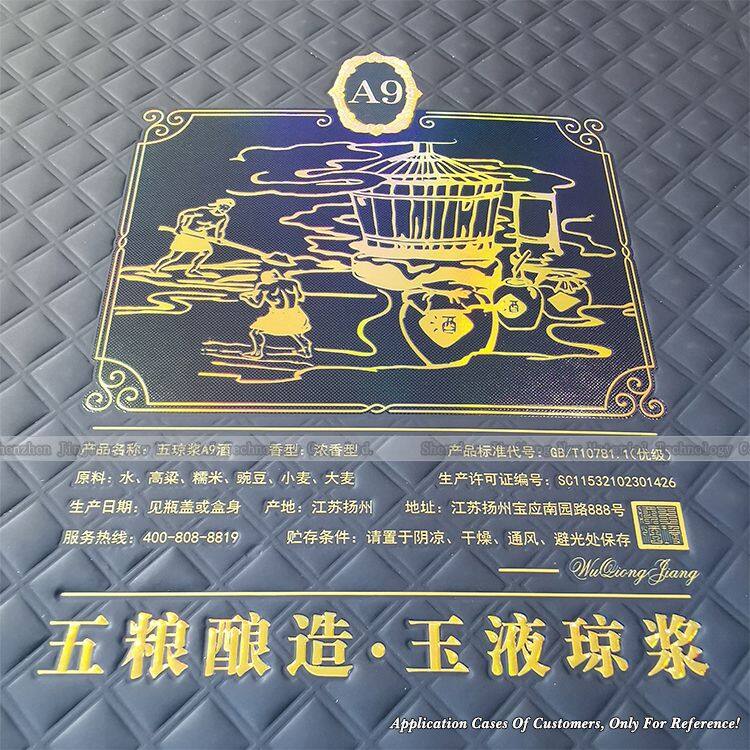 A9
酒
酒
产品名称: 五琼浆A9酒 香型: 浓香型 产品标准代号: GB/T10781.1(优级)
原料: 水、高粱、糯米、豌豆、小麦、大麦 生产许可证编号: SC11532102301426
生产日期: 见瓶盖或盒身 产地: 江苏扬州 地址: 江苏扬州宝应南园路888号
服务热线: 400-808-8819 贮存条件: 请置于阴凉、干燥、通风、避光处保存
WuQiongJiang
五粮酿造·玉液琼浆
Application Cases Of Customers, Only For Reference!